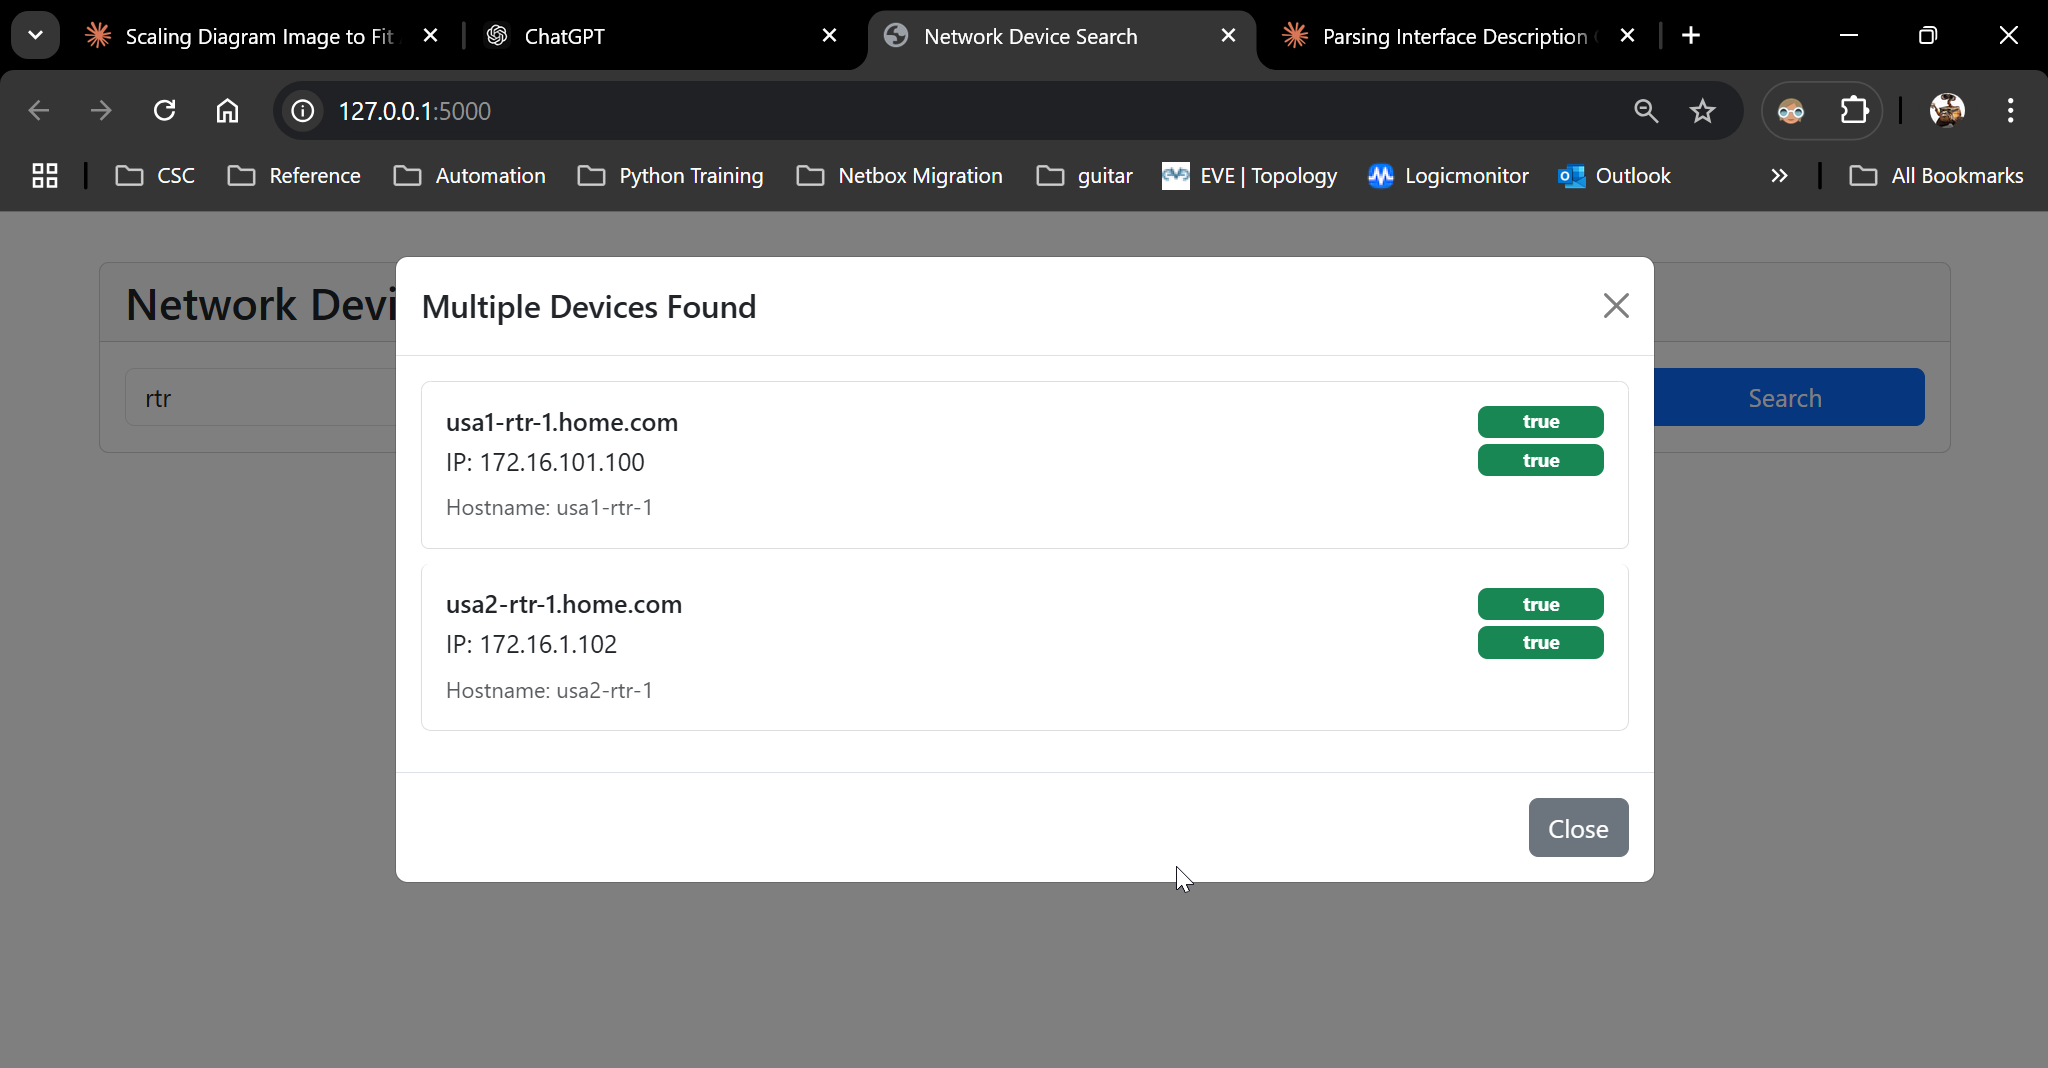 Scaling Diagram Image to Fit
ChatGPT
Network Device Search
Parsing Interface Description
127.0.0.1:5000
CSC
Reference
Automation
Python Training
Netbox Migration
guitar
EVE | Topology
Logicmonitor
Outlook
All Bookmarks
Network Devi
rtr
Search
Multiple Devices Found
usa1-rtr-1.home.com
true
IP: 172.16.101.100
true
Hostname: usa1-rtr-1
usa2-rtr-1.home.com
true
IP: 172.16.1.102
true
Hostname: usa2-rtr-1
Close